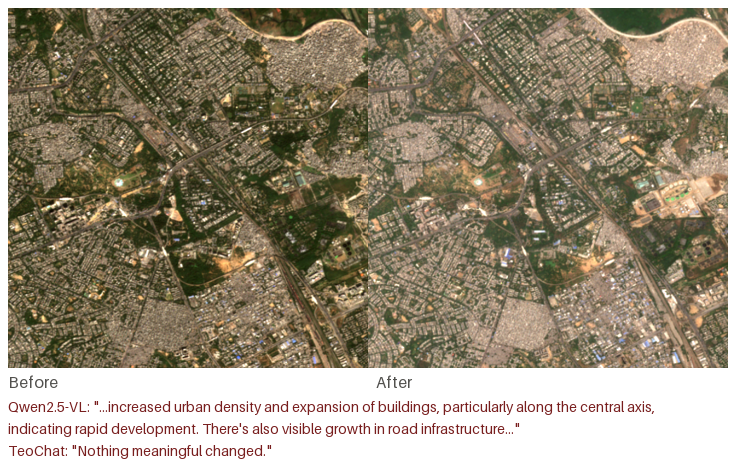 Before
After
Qwen2.5-VL: "...increased urban density and expansion of buildings, particularly along the central axis,
indicating rapid development. There's also visible growth in road infrastructure..."
TeoChat: "Nothing meaningful changed."